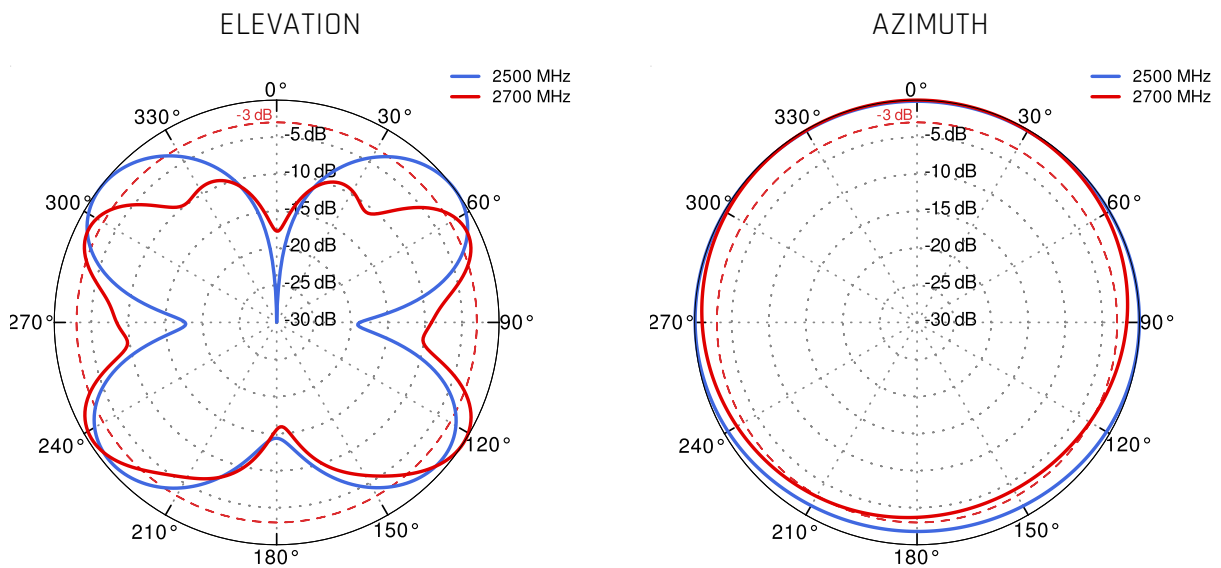 ELEVATION
2500 MHz
2700 MHz
0°
330°
-3 dB
30°
-5 dB
-10 dB
300°
-15 dB
60°
-20 dB
-25 dB
270°
-30 dB
90°
240°
120°
210°
150°
180°
AZIMUTH
2500 MHz
2700 MHz
0°
330°
-3 dB
30°
-5 dB
-10 dB
300°
-15 dB
60°
-20 dB
-25 dB
270°
-30 dB
90°
240°
120°
210°
150°
180°